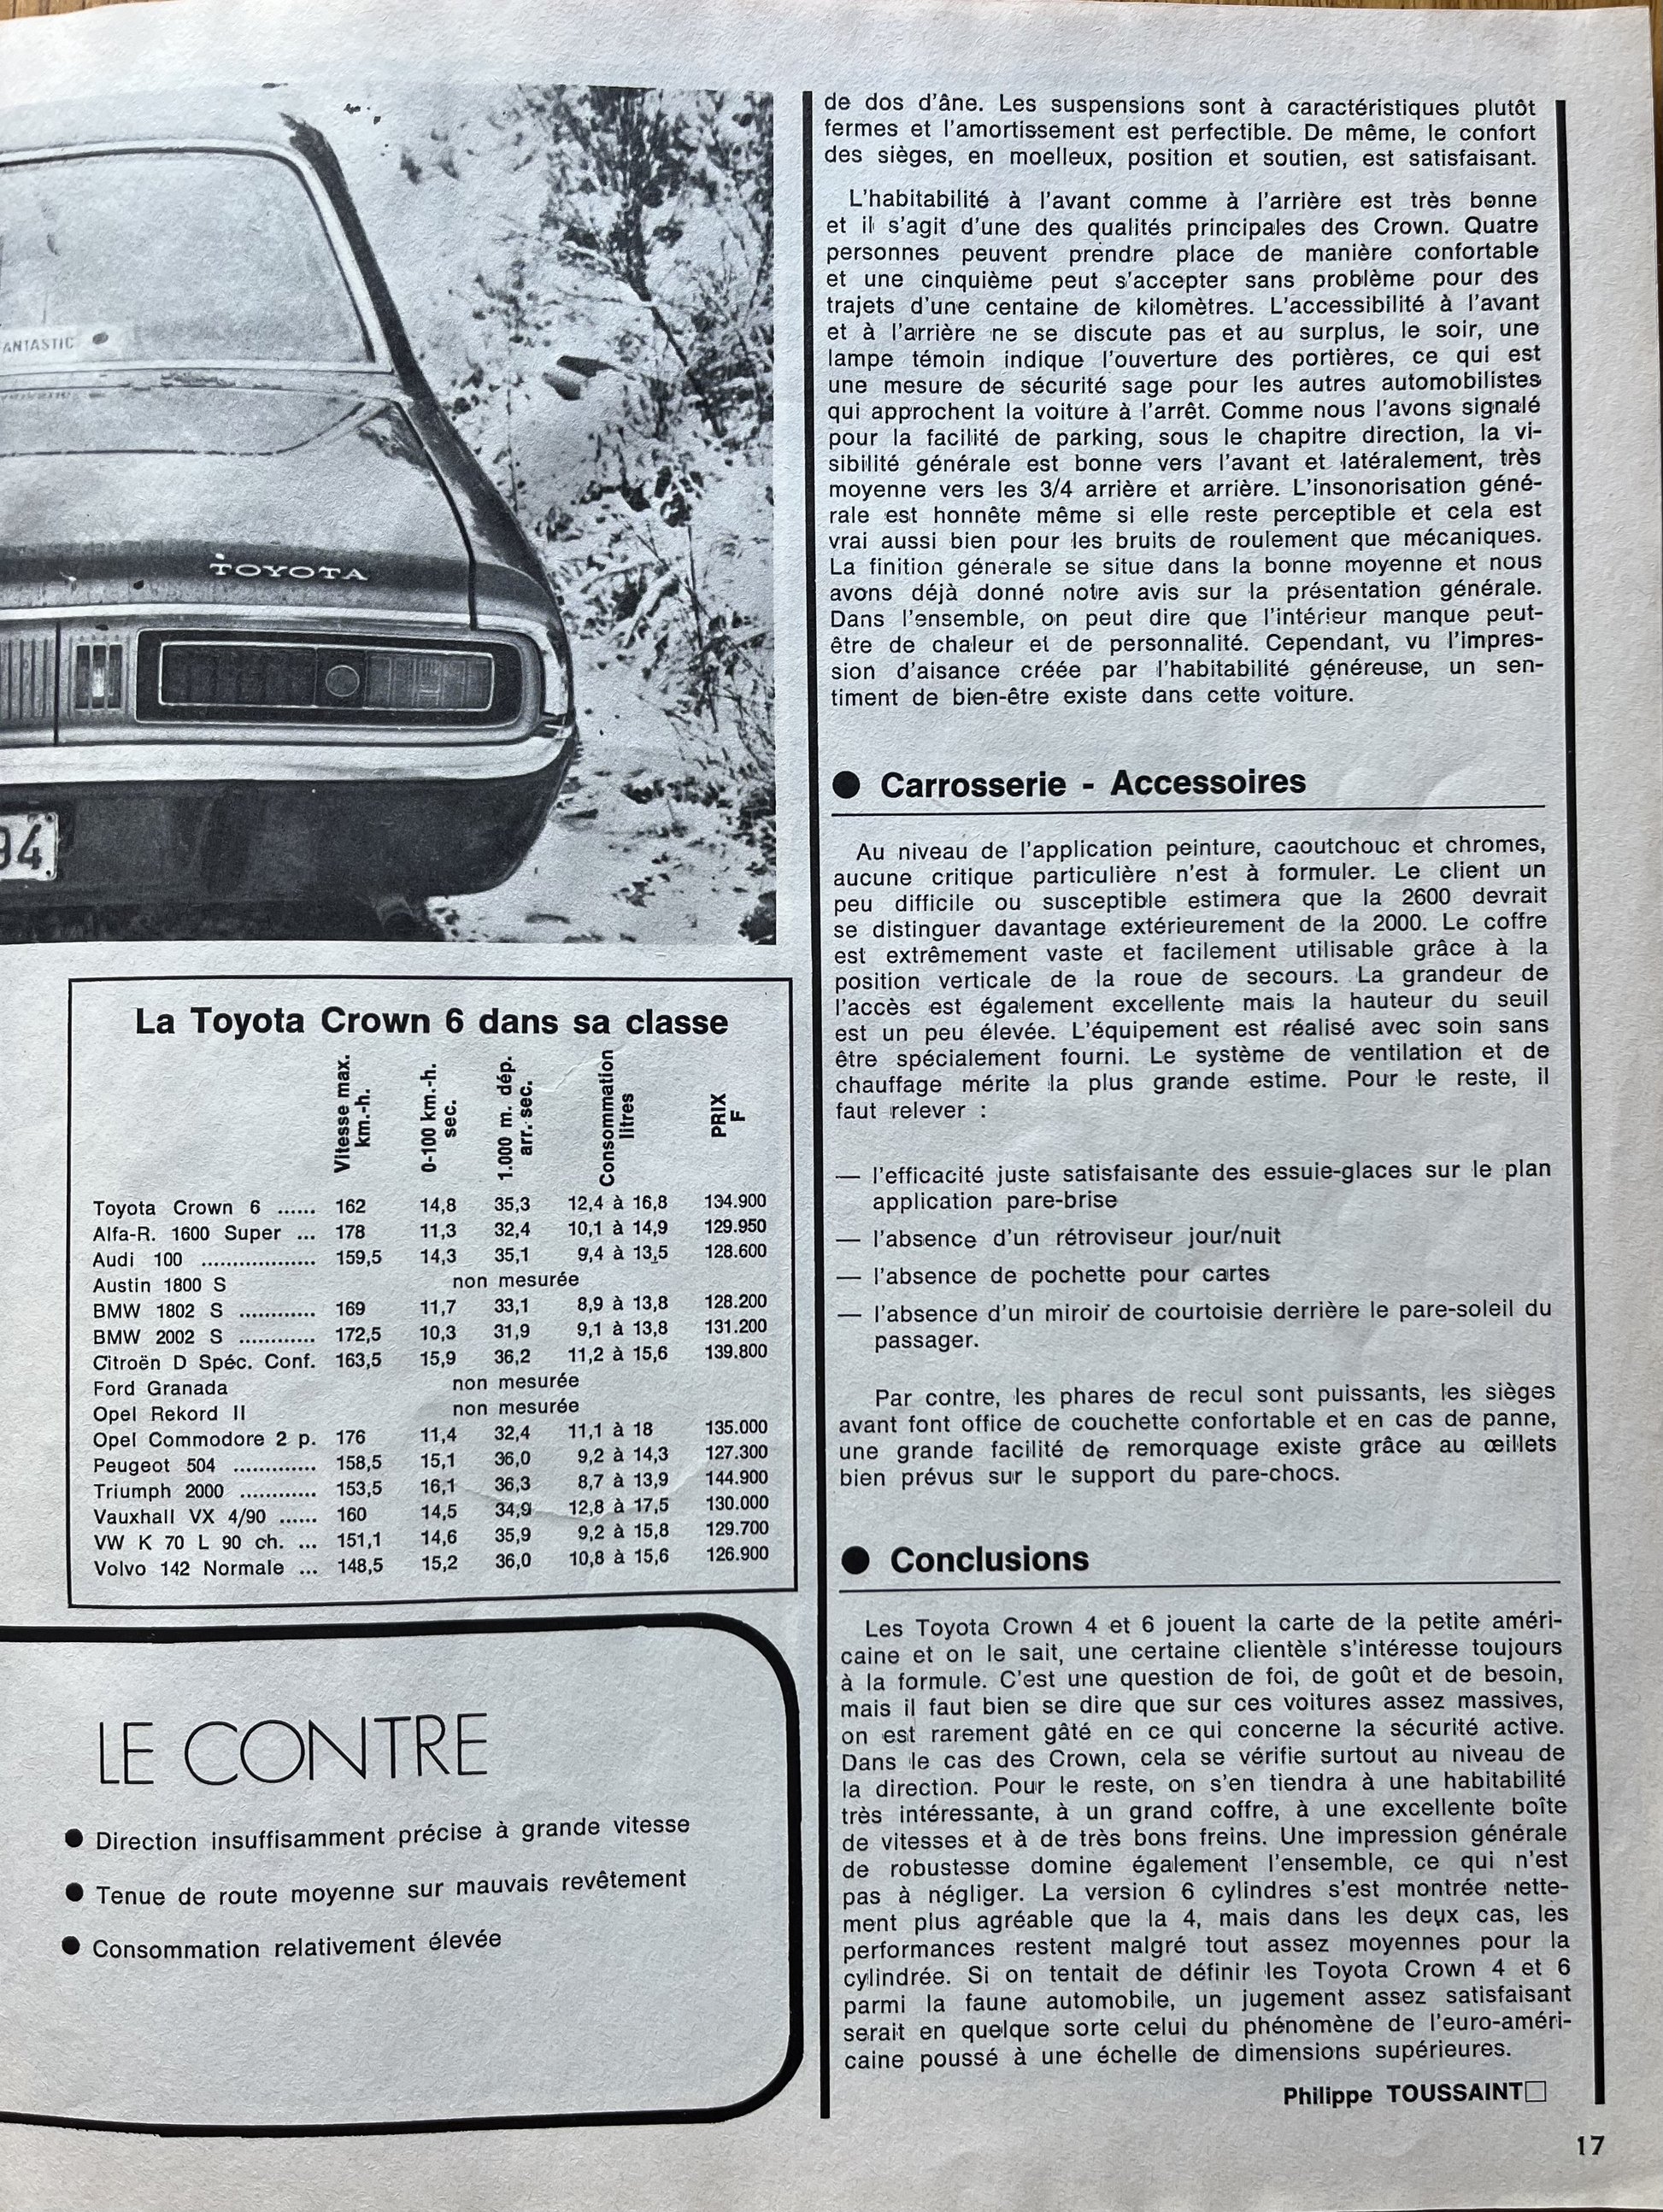 ANTASTIC
TOYOTA
94
La Toyota Crown 6 dans sa classe
Vitesse max. km.-h.
0-100 km.-h. sec.
1.000 m. dép. arr. sec.
Consommation litres
PRIX F
Toyota Crown 6 ...... 162 14,8 35,3 12,4 à 16,8 134.900
Alfa-R. 1600 Super ... 178 11,3 32,4 10,1 à 14,9 129.950
Audi 100 ................... 159,5 14,3 35,1 9,4 à 13,5 128.600
Austin 1800 S non mesurée
BMW 1802 S ............ 169 11,7 33,1 8,9 à 13,8 128.200
BMW 2002 S ............ 172,5 10,3 31,9 9,1 à 13,8 131.200
Citroën D Spéc. Conf. 163,5 15,9 36,2 11,2 à 15,6 139.800
Ford Granada non mesurée
Opel Rekord II non mesurée
Opel Commodore 2 p. 176 11,4 32,4 11,1 à 18 135.000
Peugeot 504 ............. 158,5 15,1 36,0 9,2 à 14,3 127.300
Triumph 2000 ............ 153,5 16,1 36,3 8,7 à 13,9 144.900
Vauxhall VX 4/90 ...... 160 14,5 34,9 12,8 à 17,5 130.000
VW K 70 L 90 ch. ... 151,1 14,6 35,9 9,2 à 15,8 129.700
Volvo 142 Normale ... 148,5 15,2 36,0 10,8 à 15,6 126.900
LE CONTRE
● Direction insuffisamment précise à grande vitesse
● Tenue de route moyenne sur mauvais revêtement
● Consommation relativement élevée
de dos d'âne. Les suspensions sont à caractéristiques plutôt
fermes et l'amortissement est perfectible. De même, le confort
des sièges, en moelleux, position et soutien, est satisfaisant.
L'habitabilité à l'avant comme à l'arrière est très bonne
et il s'agit d'une des qualités principales des Crown. Quatre
personnes peuvent prendre place de manière confortable
et une cinquième peut s'accepter sans problème pour des
trajets d'une centaine de kilomètres. L'accessibilité à l'avant
et à l'arrière ne se discute pas et au surplus, le soir, une
lampe témoin indique l'ouverture des portières, ce qui est
une mesure de sécurité sage pour les autres automobilistes
qui approchent la voiture à l'arrêt. Comme nous l'avons signalé
pour la facilité de parking, sous le chapitre direction, la vi-
sibilité générale est bonne vers l'avant et latéralement, très
moyenne vers les 3/4 arrière et arrière. L'insonorisation géné-
rale est honnête même si elle reste perceptible et cela est
vrai aussi bien pour les bruits de roulement que mécaniques.
La finition générale se situe dans la bonne moyenne et nous
avons déjà donné notre avis sur la présentation générale.
Dans l'ensemble, on peut dire que l'intérieur manque peut-
être de chaleur et de personnalité. Cependant, vu l'impres-
sion d'aisance créée par l'habitabilité généreuse, un sen-
timent de bien-être existe dans cette voiture.
● Carrosserie - Accessoires
Au niveau de l'application peinture, caoutchouc et chromes,
aucune critique particulière n'est à formuler. Le client un
peu difficile ou susceptible estimera que la 2600 devrait
se distinguer davantage extérieurement de la 2000. Le coffre
est extrêmement vaste et facilement utilisable grâce à la
position verticale de la roue de secours. La grandeur de
l'accès est également excellente mais la hauteur du seuil
est un peu élevée. L'équipement est réalisé avec soin sans
être spécialement fourni. Le système de ventilation et de
chauffage mérite la plus grande estime. Pour le reste, il
faut relever :
— l'efficacité juste satisfaisante des essuie-glaces sur le plan
application pare-brise
— l'absence d'un rétroviseur jour/nuit
— l'absence de pochette pour cartes
— l'absence d'un miroir de courtoisie derrière le pare-soleil du
passager.
Par contre, les phares de recul sont puissants, les sièges
avant font office de couchette confortable et en cas de panne,
une grande facilité de remorquage existe grâce au œillets
bien prévus sur le support du pare-chocs.
● Conclusions
Les Toyota Crown 4 et 6 jouent la carte de la petite améri-
caine et on le sait, une certaine clientèle s'intéresse toujours
à la formule. C'est une question de foi, de goût et de besoin,
mais il faut bien se dire que sur ces voitures assez massives,
on est rarement gâté en ce qui concerne la sécurité active.
Dans le cas des Crown, cela se vérifie surtout au niveau de
la direction. Pour le reste, on s'en tiendra à une habitabilité
très intéressante, à un grand coffre, à une excellente boîte
de vitesses et à de très bons freins. Une impression générale
de robustesse domine également l'ensemble, ce qui n'est
pas à négliger. La version 6 cylindres s'est montrée nette-
ment plus agréable que la 4, mais dans les deux cas, les
performances restent malgré tout assez moyennes pour la
cylindrée. Si on tentait de définir les Toyota Crown 4 et 6
parmi la faune automobile, un jugement assez satisfaisant
serait en quelque sorte celui du phénomène de l'euro-améri-
caine poussé à une échelle de dimensions supérieures.
Philippe TOUSSAINT□
17